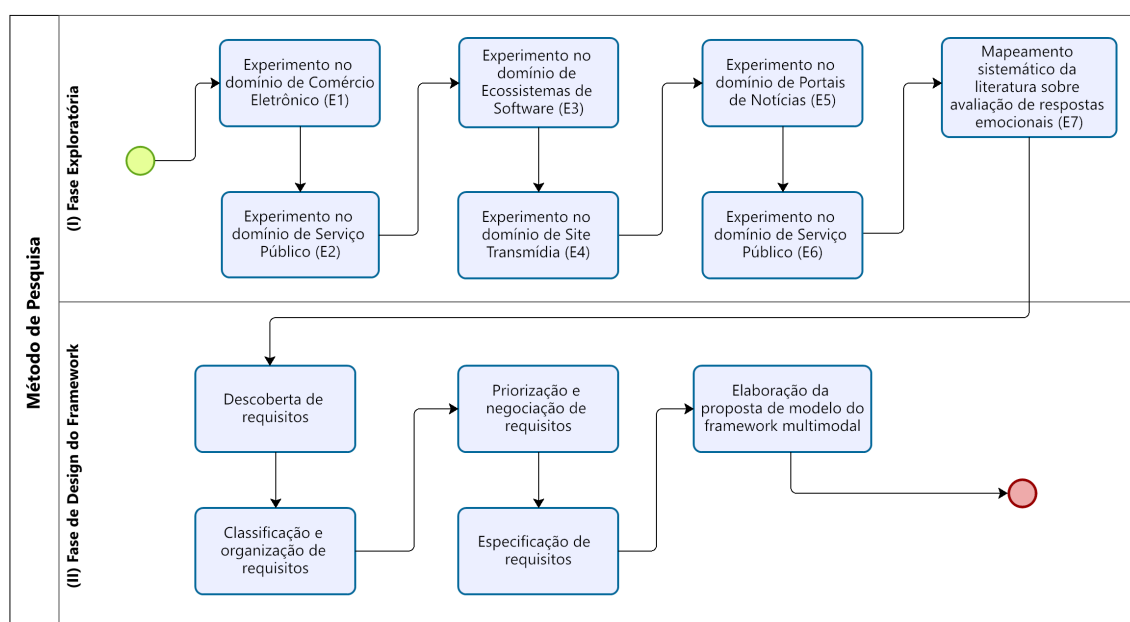 Método de Pesquisa
(I) Fase Exploratória
Experimento no
domínio de Comércio
Eletrônico (E1)
Experimento no
domínio de Serviço
Público (E2)
Experimento no
domínio de
Ecossistemas de
Software (E3)
Experimento no
domínio de Site
Transmídia (E4)
Experimento no
domínio de Portais
de Notícias (E5)
Experimento no
domínio de Serviço
Público (E6)
Mapeamento
sistemático da
literatura sobre
avaliação de respostas
emocionais (E7)
(II) Fase de Design do Framework
Descoberta de
requisitos
Classificação e
organização de
requisitos
Priorização e
negociação de
requisitos
Especificação de
requisitos
Elaboração da
proposta de modelo do
framework multimodal